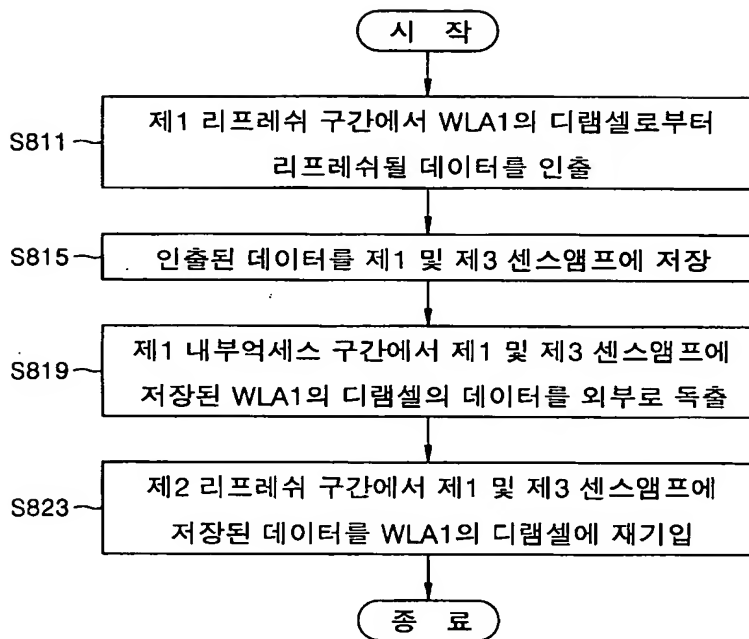 시 작
S811
제1 리프레쉬 구간에서 WLA1의 디램셀로부터
리프레쉬될 데이터를 인출
S815
인출된 데이터를 제1 및 제3 센스앰프에 저장
S819
제1 내부억세스 구간에서 제1 및 제3 센스앰프에
저장된 WLA1의 디램셀의 데이터를 외부로 독출
S823
제2 리프레쉬 구간에서 제1 및 제3 센스앰프에
저장된 데이터를 WLA1의 디램셀에 재기입
종 료